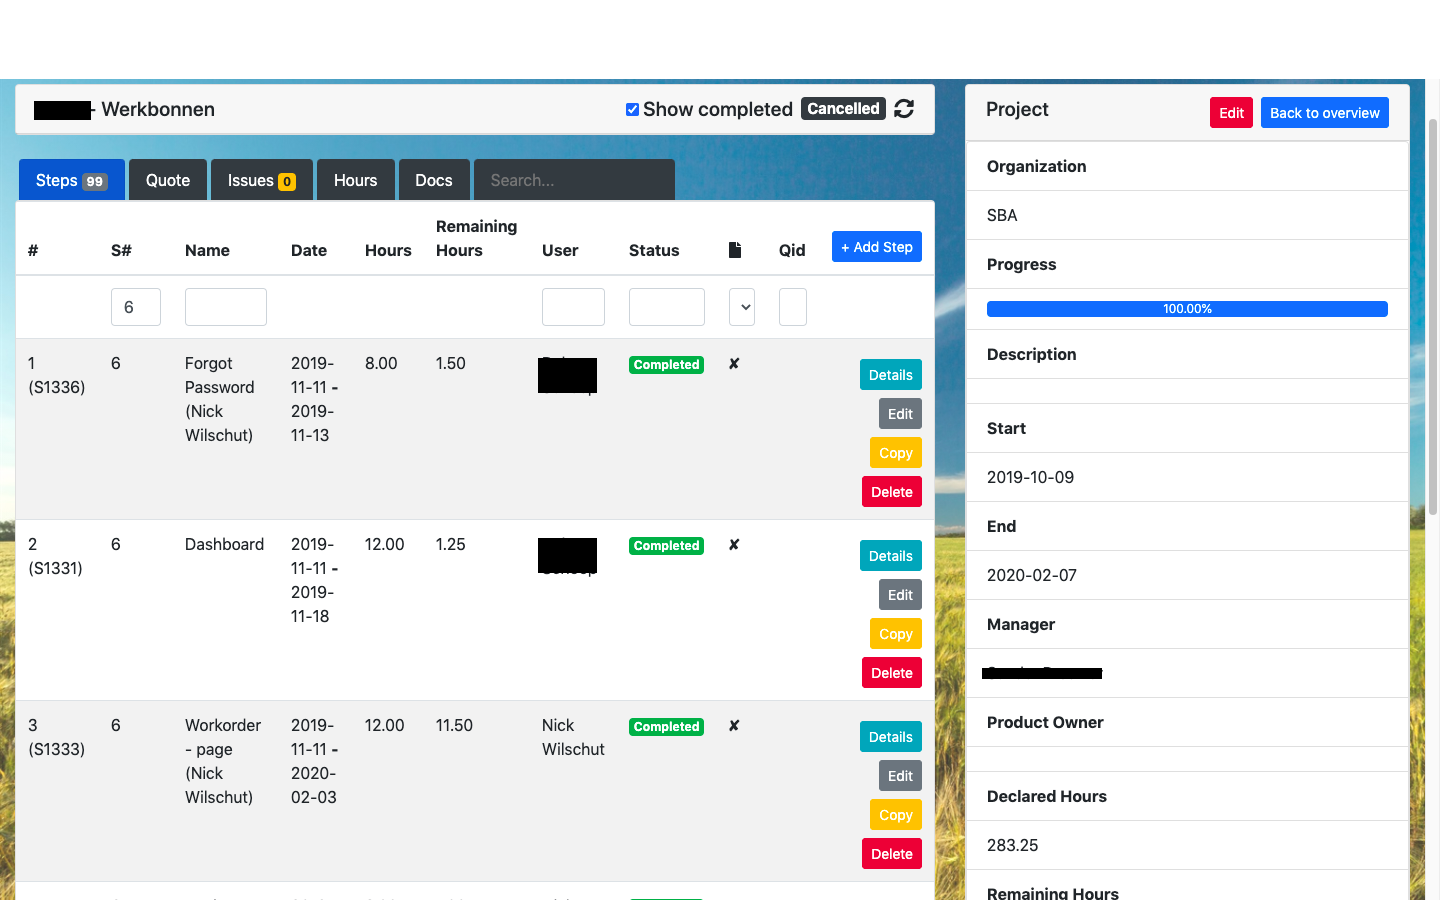 - Werkbonnen
Show completed Cancelled
Steps 99 Quote Issues 0 Hours Docs Search...
# S# Name Date Hours Remaining Hours User Status Qid + Add Step
6
1 (S1336)
6
Forgot
Password
(Nick
Wilschut)
2019-
11-11 -
2019-
11-13
8.00
1.50
Completed
✘
Details
Edit
Copy
Delete
2 (S1331)
6
Dashboard
2019-
11-11 -
2019-
11-18
12.00
1.25
Completed
✘
Details
Edit
Copy
Delete
3 (S1333)
6
Workorder
- page
(Nick
Wilschut)
2019-
11-11 -
2020-
02-03
12.00
11.50
Nick
Wilschut
Completed
✘
Details
Edit
Copy
Delete
Project Edit Back to overview
Organization
SBA
Progress
100.00%
Description
Start
2019-10-09
End
2020-02-07
Manager
Product Owner
Declared Hours
283.25
Remaining Hours